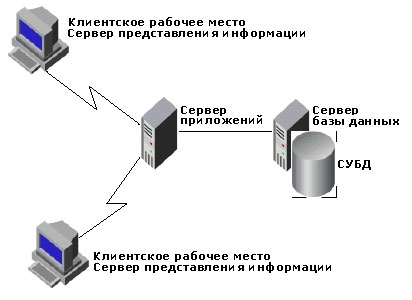 Клиентское рабочее место
Сервер представления информации
Сервер
приложений
Сервер
базы данных
СУБД
Клиентское рабочее место
Сервер представления информации